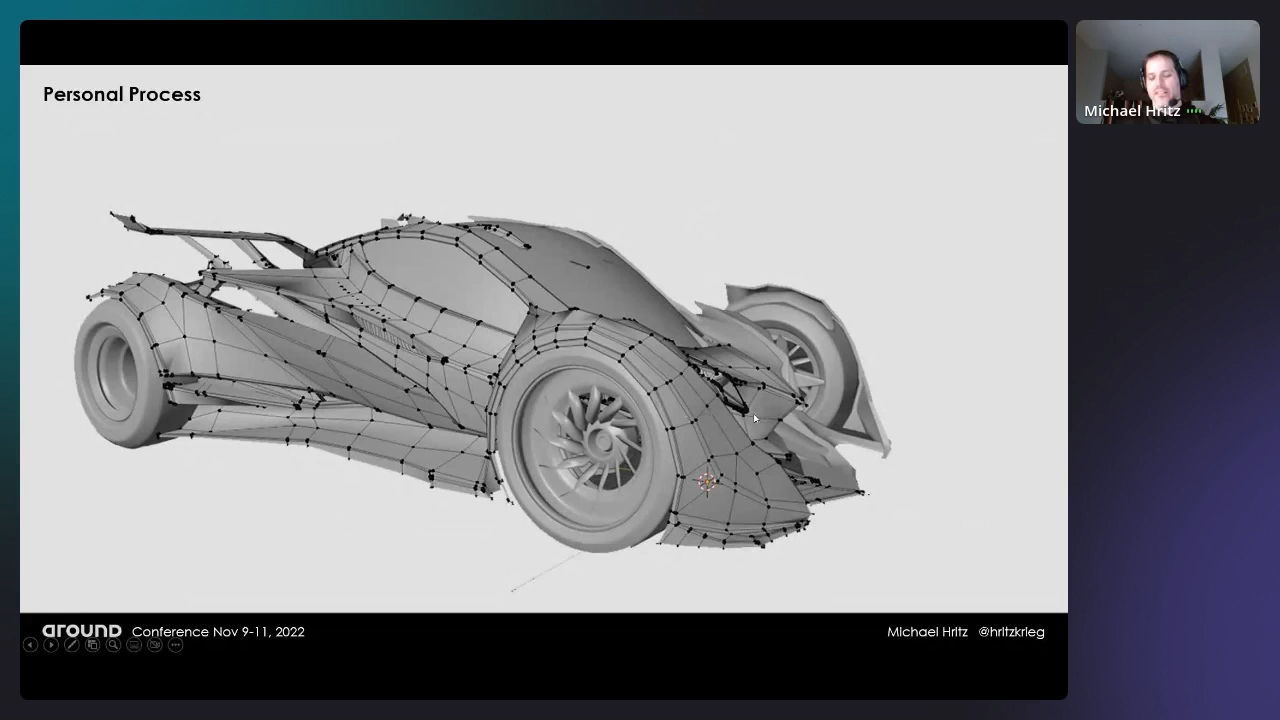 Personal Process
Michael Hritz
around Conference Nov 9-11, 2022
Michael Hritz @hritzkrieg